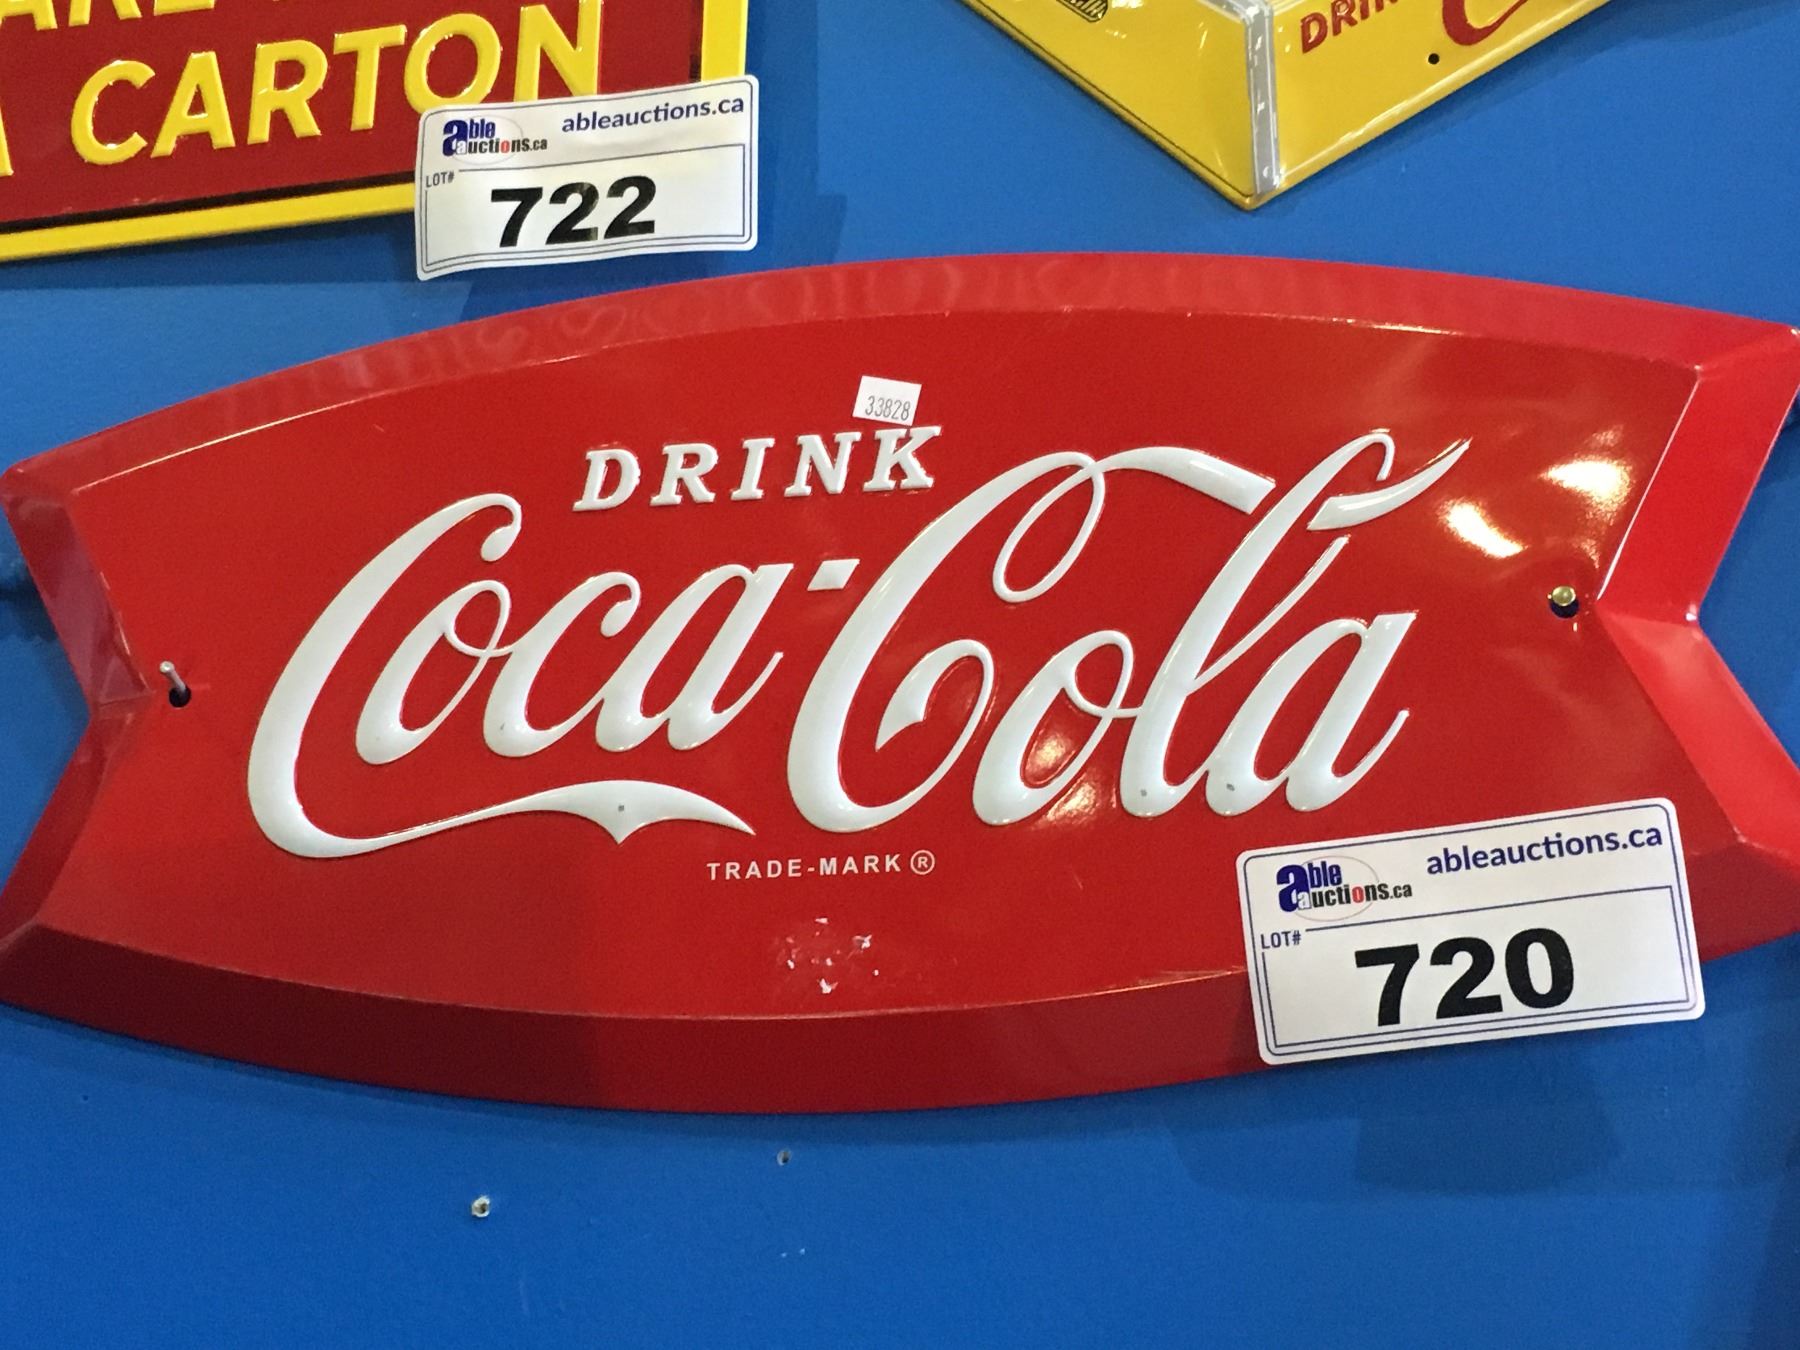 CARTON
able auctions.ca
ableauctions.ca
LOT#
722
DRINK
33828
DRINK
Coca-Cola
TRADE-MARK ®
able auctions.ca
ableauctions.ca
LOT#
720